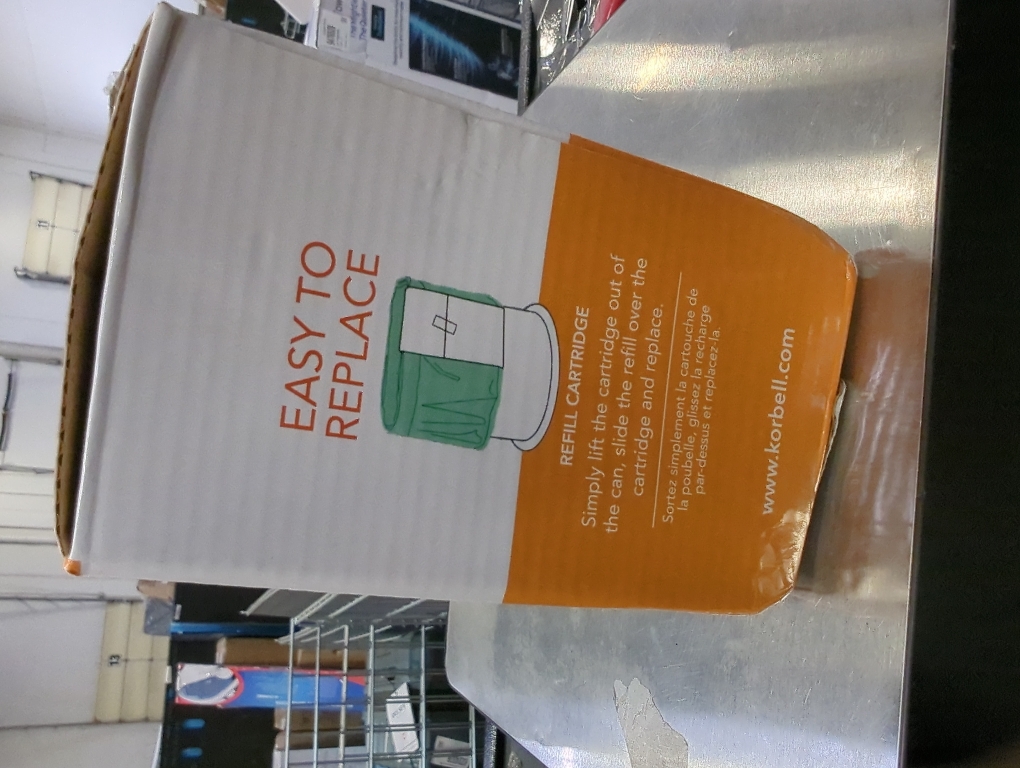 EASY TO
REPLACE
REFILL CARTRIDGE
Simply lift the cartridge out of
the can, slide the refill over the
cartridge and replace.
Sortez simplement la cartouche de
la poubelle, glissez la recharge
par-dessus et replacez-la.
www.korbell.com
11
13